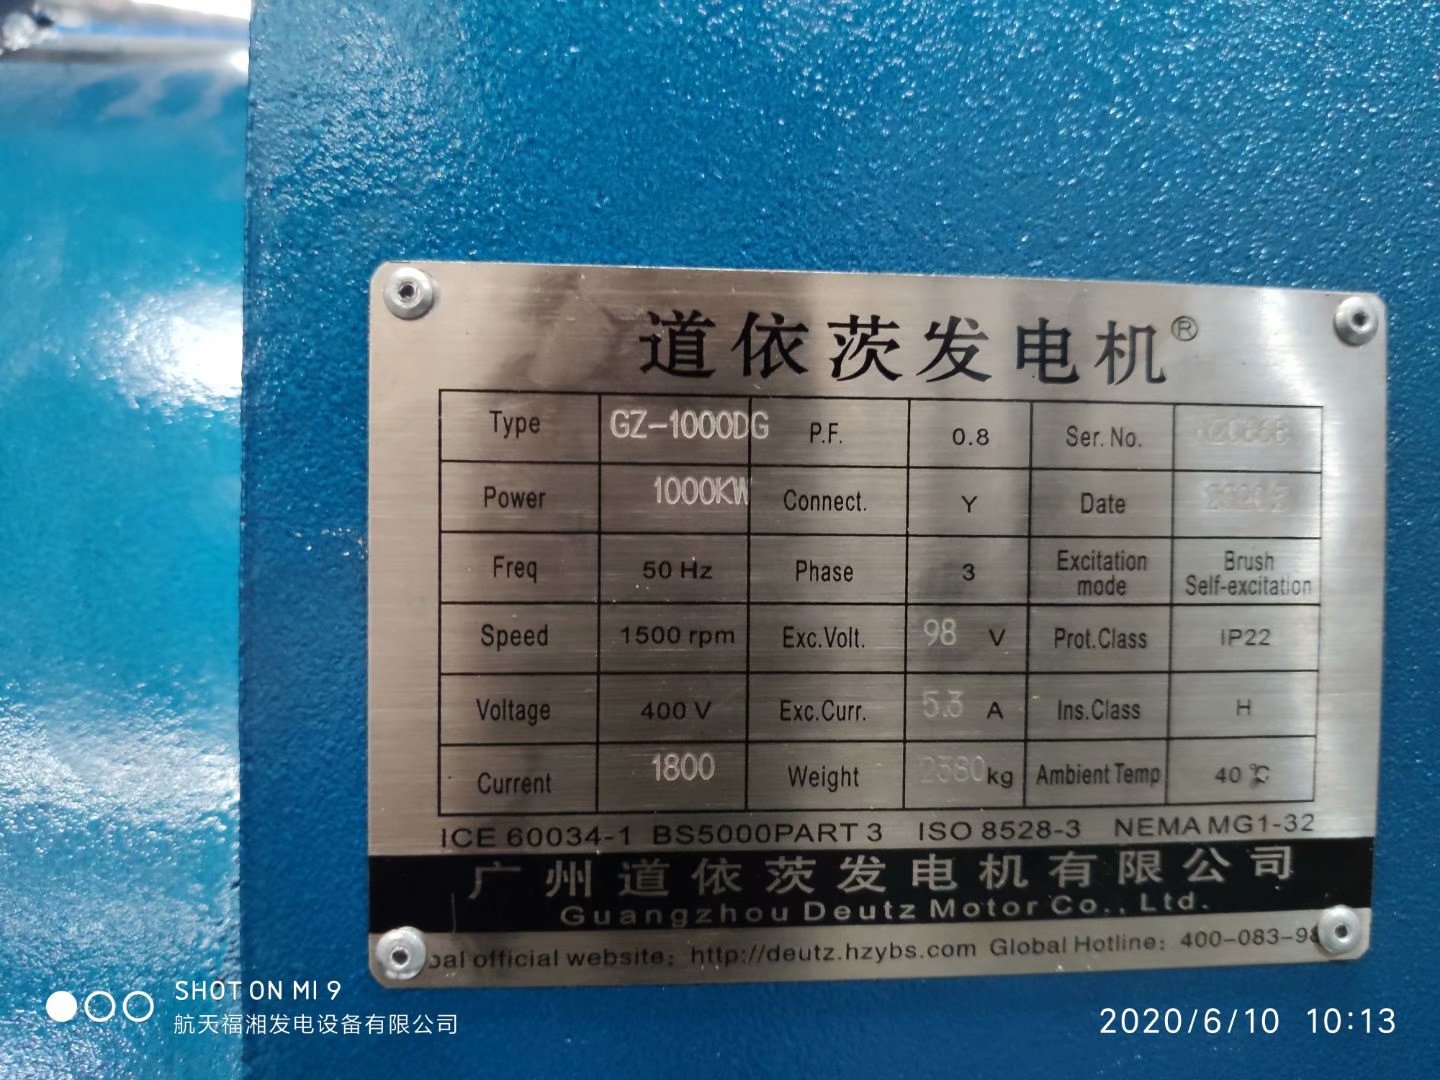 道依茨发电机®
Type GZ-1000DG P.F. 0.8 Ser. No.
Power 1000KW Connect. Y Date
Freq 50 Hz Phase 3 Excitation mode Brush Self-excitation
Speed 1500 rpm Exc.Volt. 98 V Prot.Class IP22
Voltage 400 V Exc.Curr. 5.3 A Ins.Class H
Current 1800 Weight 2380kg Ambient Temp 40℃
ICE 60034-1 BS5000PART 3 ISO 8528-3 NEMA MG1-32
广州道依茨发电机有限公司
Guangzhou Deutz Motor Co., Ltd.
official website: http://deutz.hzybs.com Global Hotline: 400-083-9
SHOT ON MI 9
航天福湘发电设备有限公司
2020/6/10 10:13